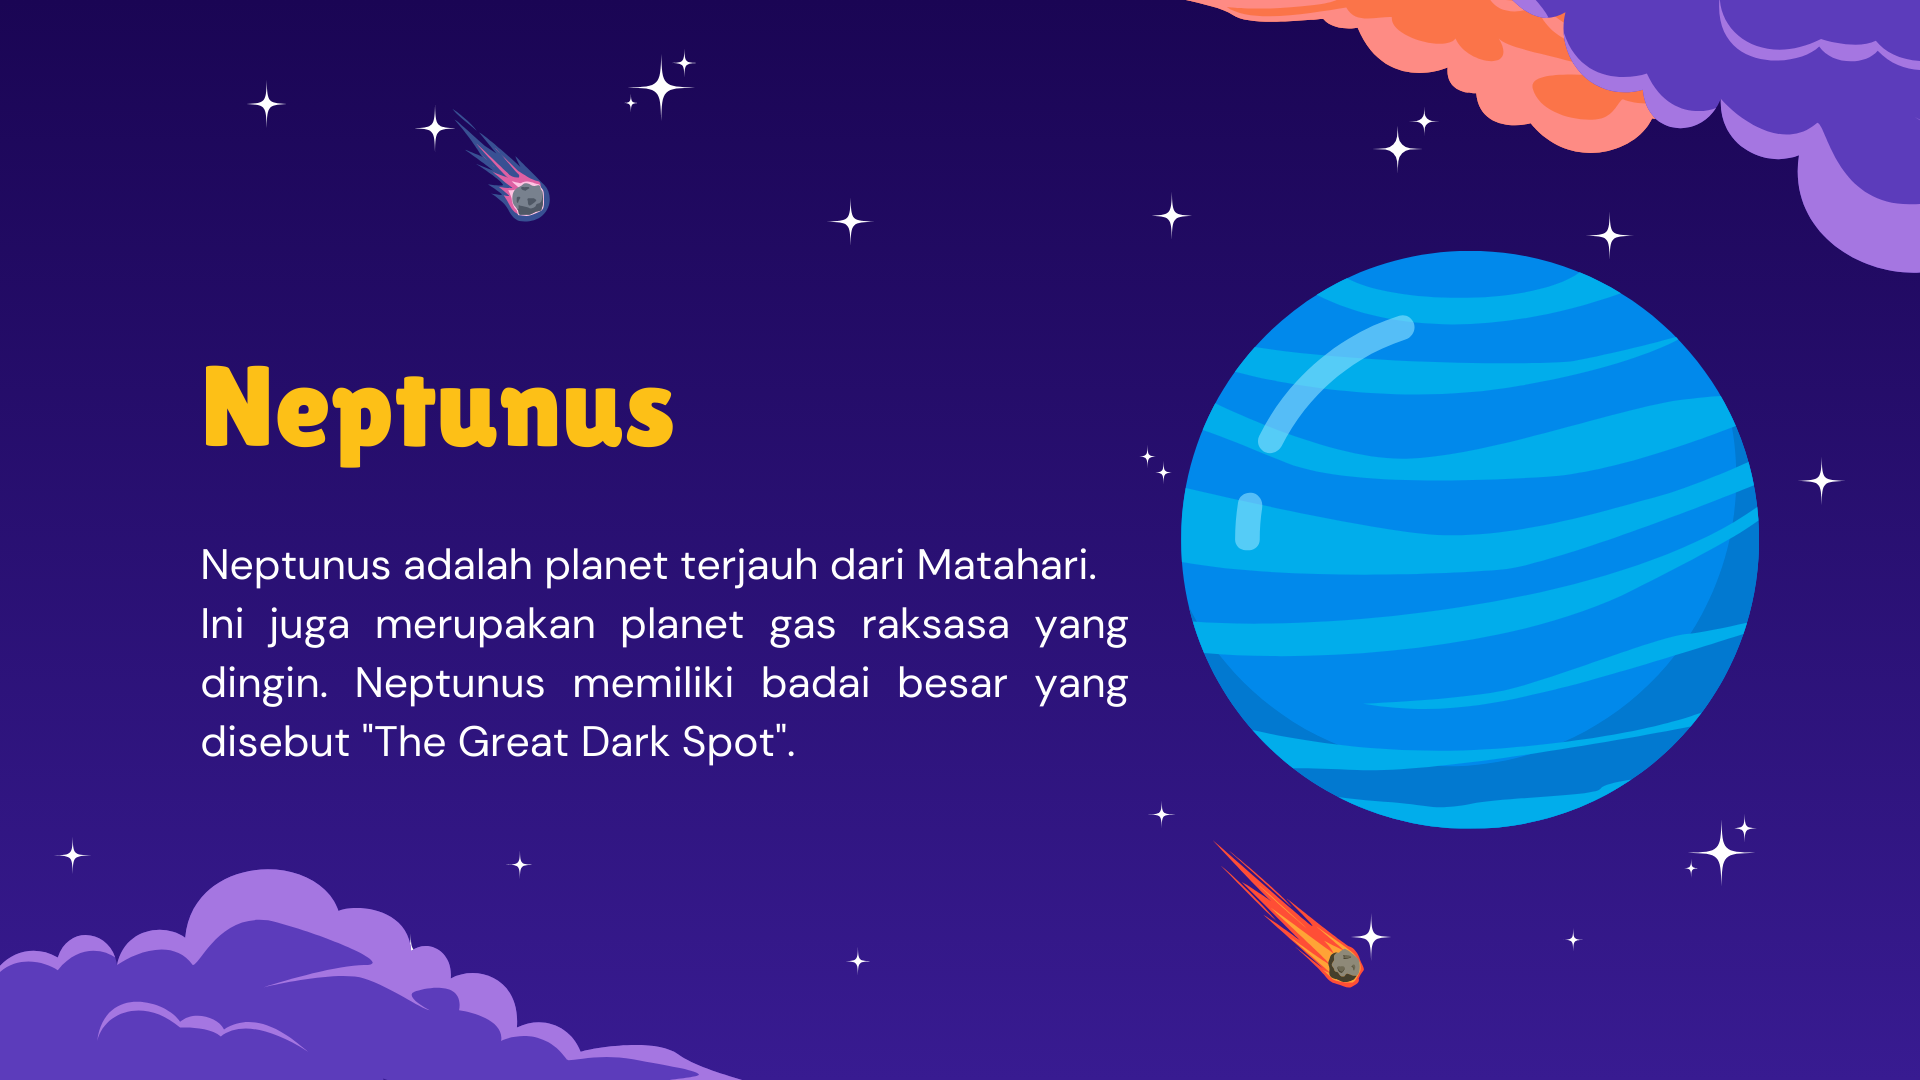 Neptunus
Neptunus adalah planet terjauh dari Matahari.
Ini juga merupakan planet gas raksasa yang
dingin. Neptunus memiliki badai besar yang
disebut "The Great Dark Spot".